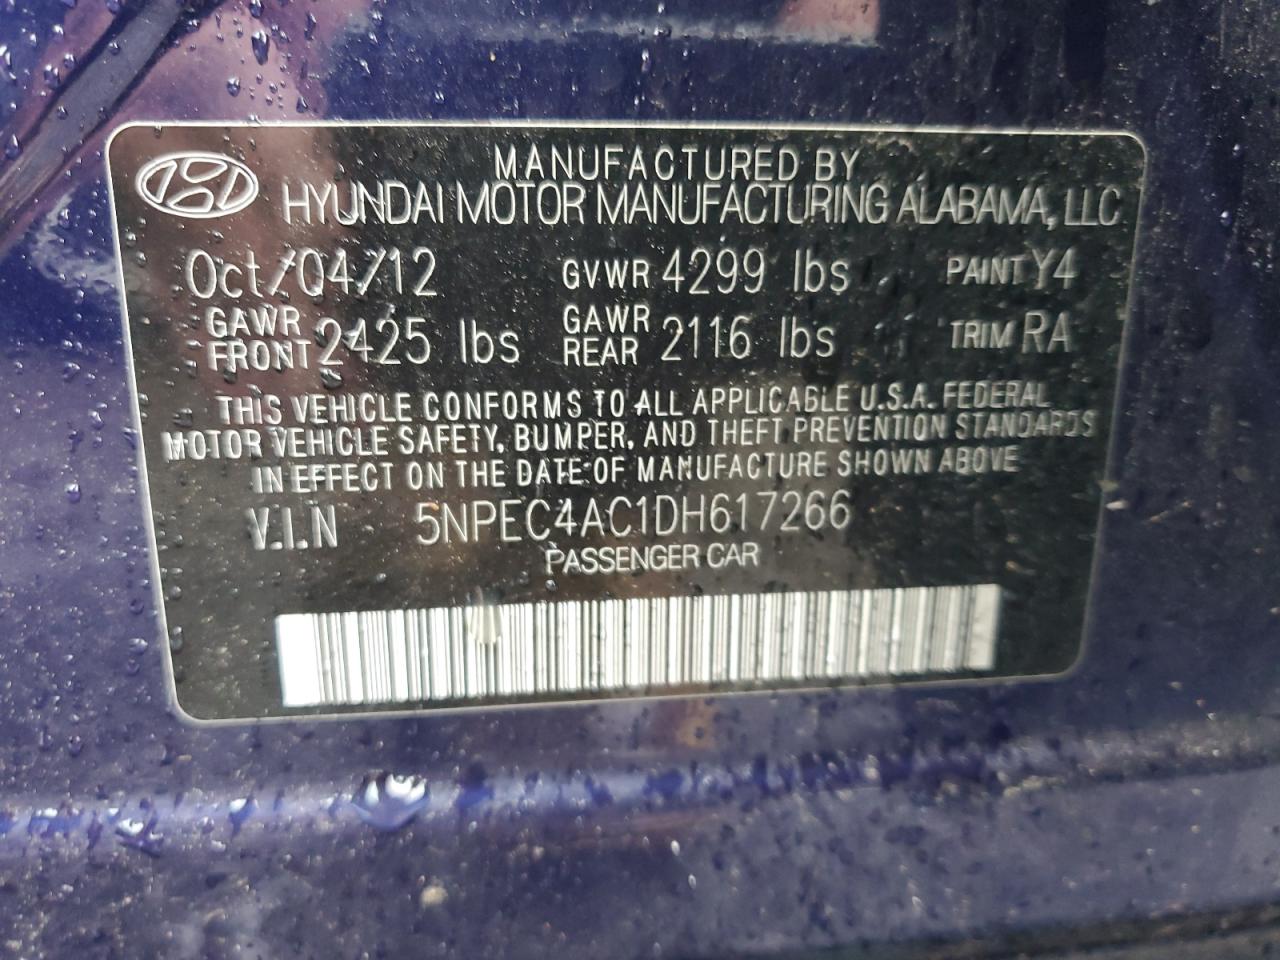 MANUFACTURED BY
HYUNDAI MOTOR MANUFACTURING ALABAMA, LLC
Oct/04/12 GVWR 4299 lbs PAINT Y4
GAWR FRONT 2425 lbs GAWR REAR 2116 lbs TRIM RA
THIS VEHICLE CONFORMS TO ALL APPLICABLE U.S.A. FEDERAL
MOTOR VEHICLE SAFETY, BUMPER, AND THEFT PREVENTION STANDARDS
IN EFFECT ON THE DATE OF MANUFACTURE SHOWN ABOVE
V.I.N 5NPEC4AC1DH617266
PASSENGER CAR